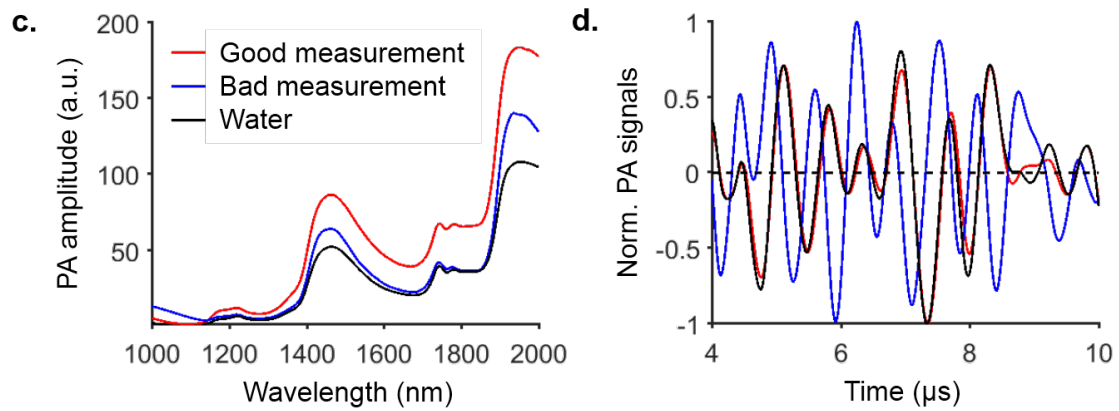 c.
PA amplitude (a.u.)
200
150
100
50
1000 1200 1400 1600 1800 2000
Wavelength (nm)
Good measurement
Bad measurement
Water
d.
Norm. PA signals
1
0.5
0
-0.5
-1
4 6 8 10
Time (µs)